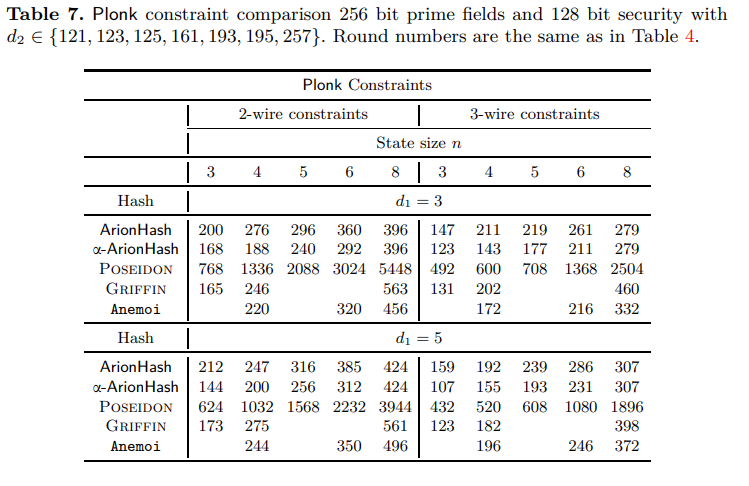 Table 7. Plonk constraint comparison 256 bit prime fields and 128 bit security with
d₂ ∈ {121, 123, 125, 161, 193, 195, 257}. Round numbers are the same as in Table 4.
Plonk Constraints
2-wire constraints 3-wire constraints
State size n
3 4 5 6 8 3 4 5 6 8
Hash d₁ = 3
ArionHash 200 276 296 360 396 147 211 219 261 279
α-ArionHash 168 188 240 292 396 123 143 177 211 279
POSEIDON 768 1336 2088 3024 5448 492 600 708 1368 2504
GRIFFIN 165 246 563 131 202 460
Anemoi 220 320 456 172 216 332
Hash d₁ = 5
ArionHash 212 247 316 385 424 159 192 239 286 307
α-ArionHash 144 200 256 312 424 107 155 193 231 307
POSEIDON 624 1032 1568 2232 3944 432 520 608 1080 1896
GRIFFIN 173 275 561 123 182 398
Anemoi 244 350 496 196 246 372